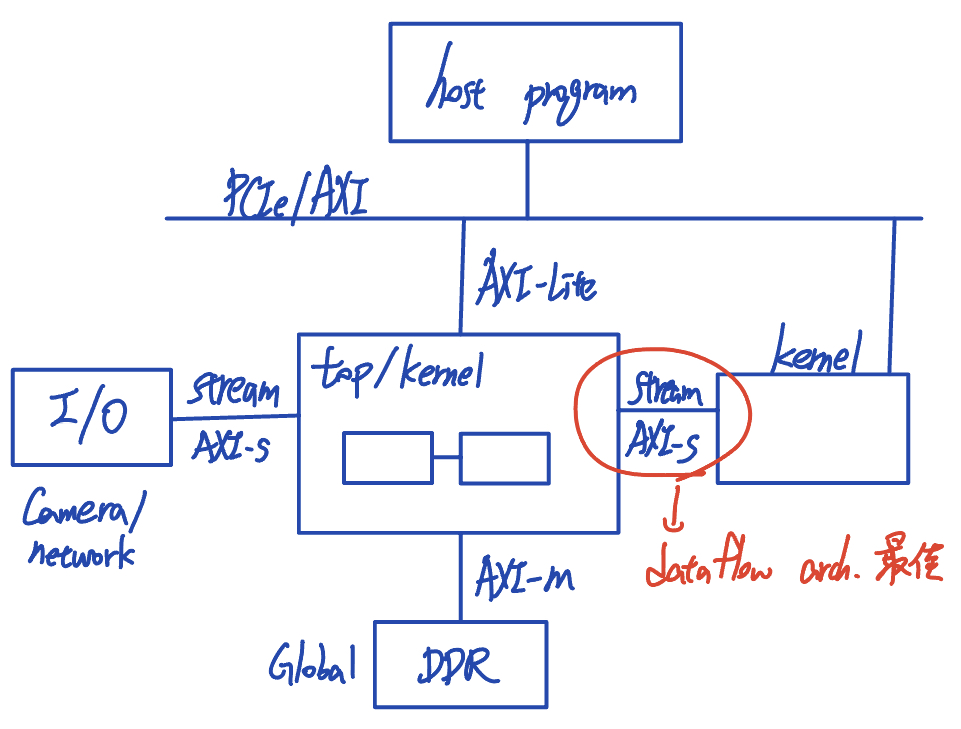 host program
PCIe/AXI
AXI-Lite
top/kernel
kernel
I/O
stream
AXI-s
stream
AXI-s
Camera/
network
dataflow arch. 最佳
AXI-m
Global
DDR